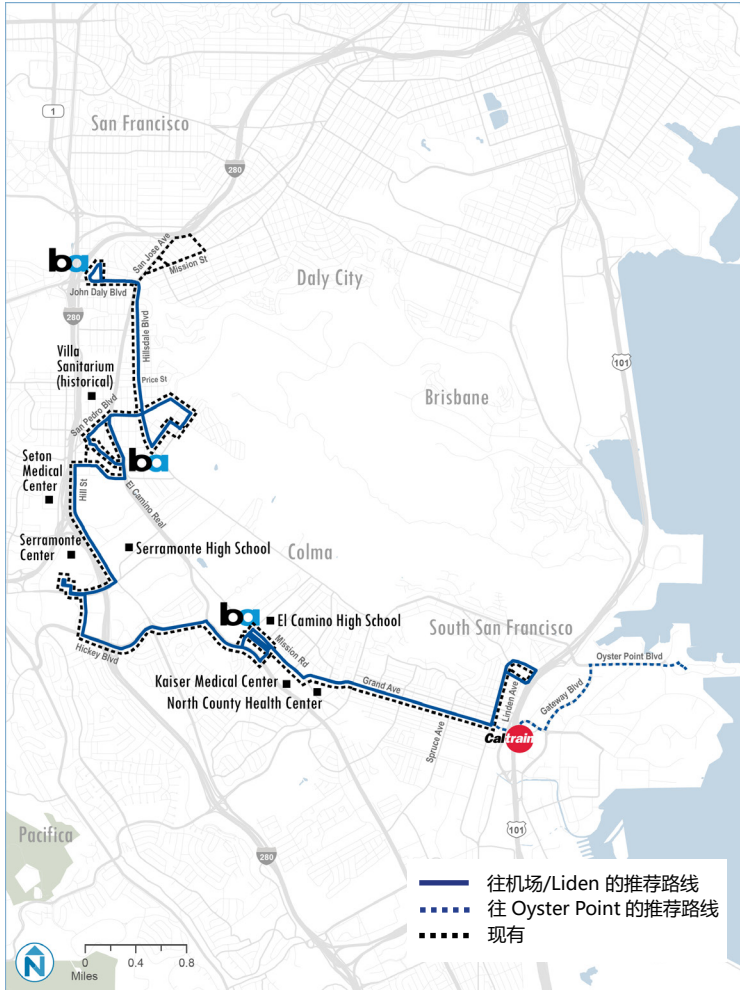 1
San Francisco
280
San Jose Ave
Mission St
ba
John Daly Blvd
Daly City
280
Hillsdale Blvd
101
Villa
Sanitarium
(historical)
Price St
Brisbane
San Pedro Blvd
ba
Seton
Medical
Center
Hill St
El Camino Real
Serramonte
Center
Serramonte High School
Colma
ba
El Camino High School
South San Francisco
Hickey Blvd
Mission Rd
Oyster Point Blvd
Kaiser Medical Center
North County Health Center
Grand Ave
Linden Ave
Gateway Blvd
Spruce Ave
Caltrain
Pacifica
101
280
往机场/Liden 的推荐路线
往 Oyster Point 的推荐路线
现有
N
0 0.4 0.8
Miles